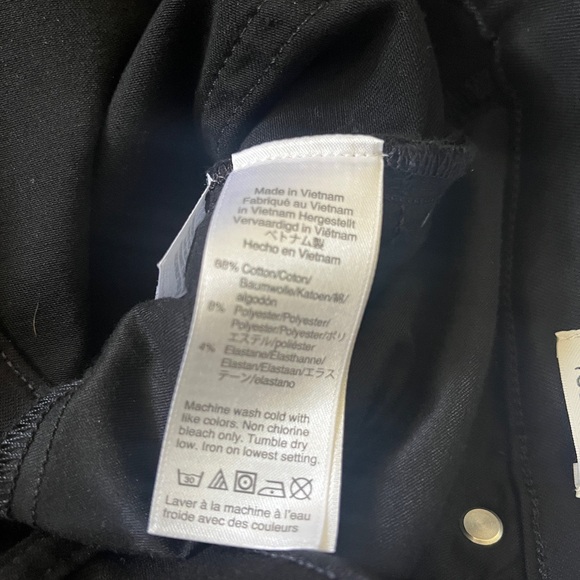 Made in Vietnam
Fabriqué au Vietnam
in Vietnam Hergestellt
Vervaardigd in Viêtnam
ベトナム製
Hecho en Vietnam
88% Cotton/Coton/
Baumwolle/Katoen/綿/
algodón
8% Polyester/Polyester/
Polyester/Polyester/ポリ
エステル/poliéster
4% Elastane/Élasthanne/
Elastan/Elastaan/エラス
テーン/elastano
Machine wash cold with
like colors. Non chlorine
bleach only. Tumble dry
low. Iron on lowest setting.
30
Laver à la machine à l'eau
froide avec des couleurs